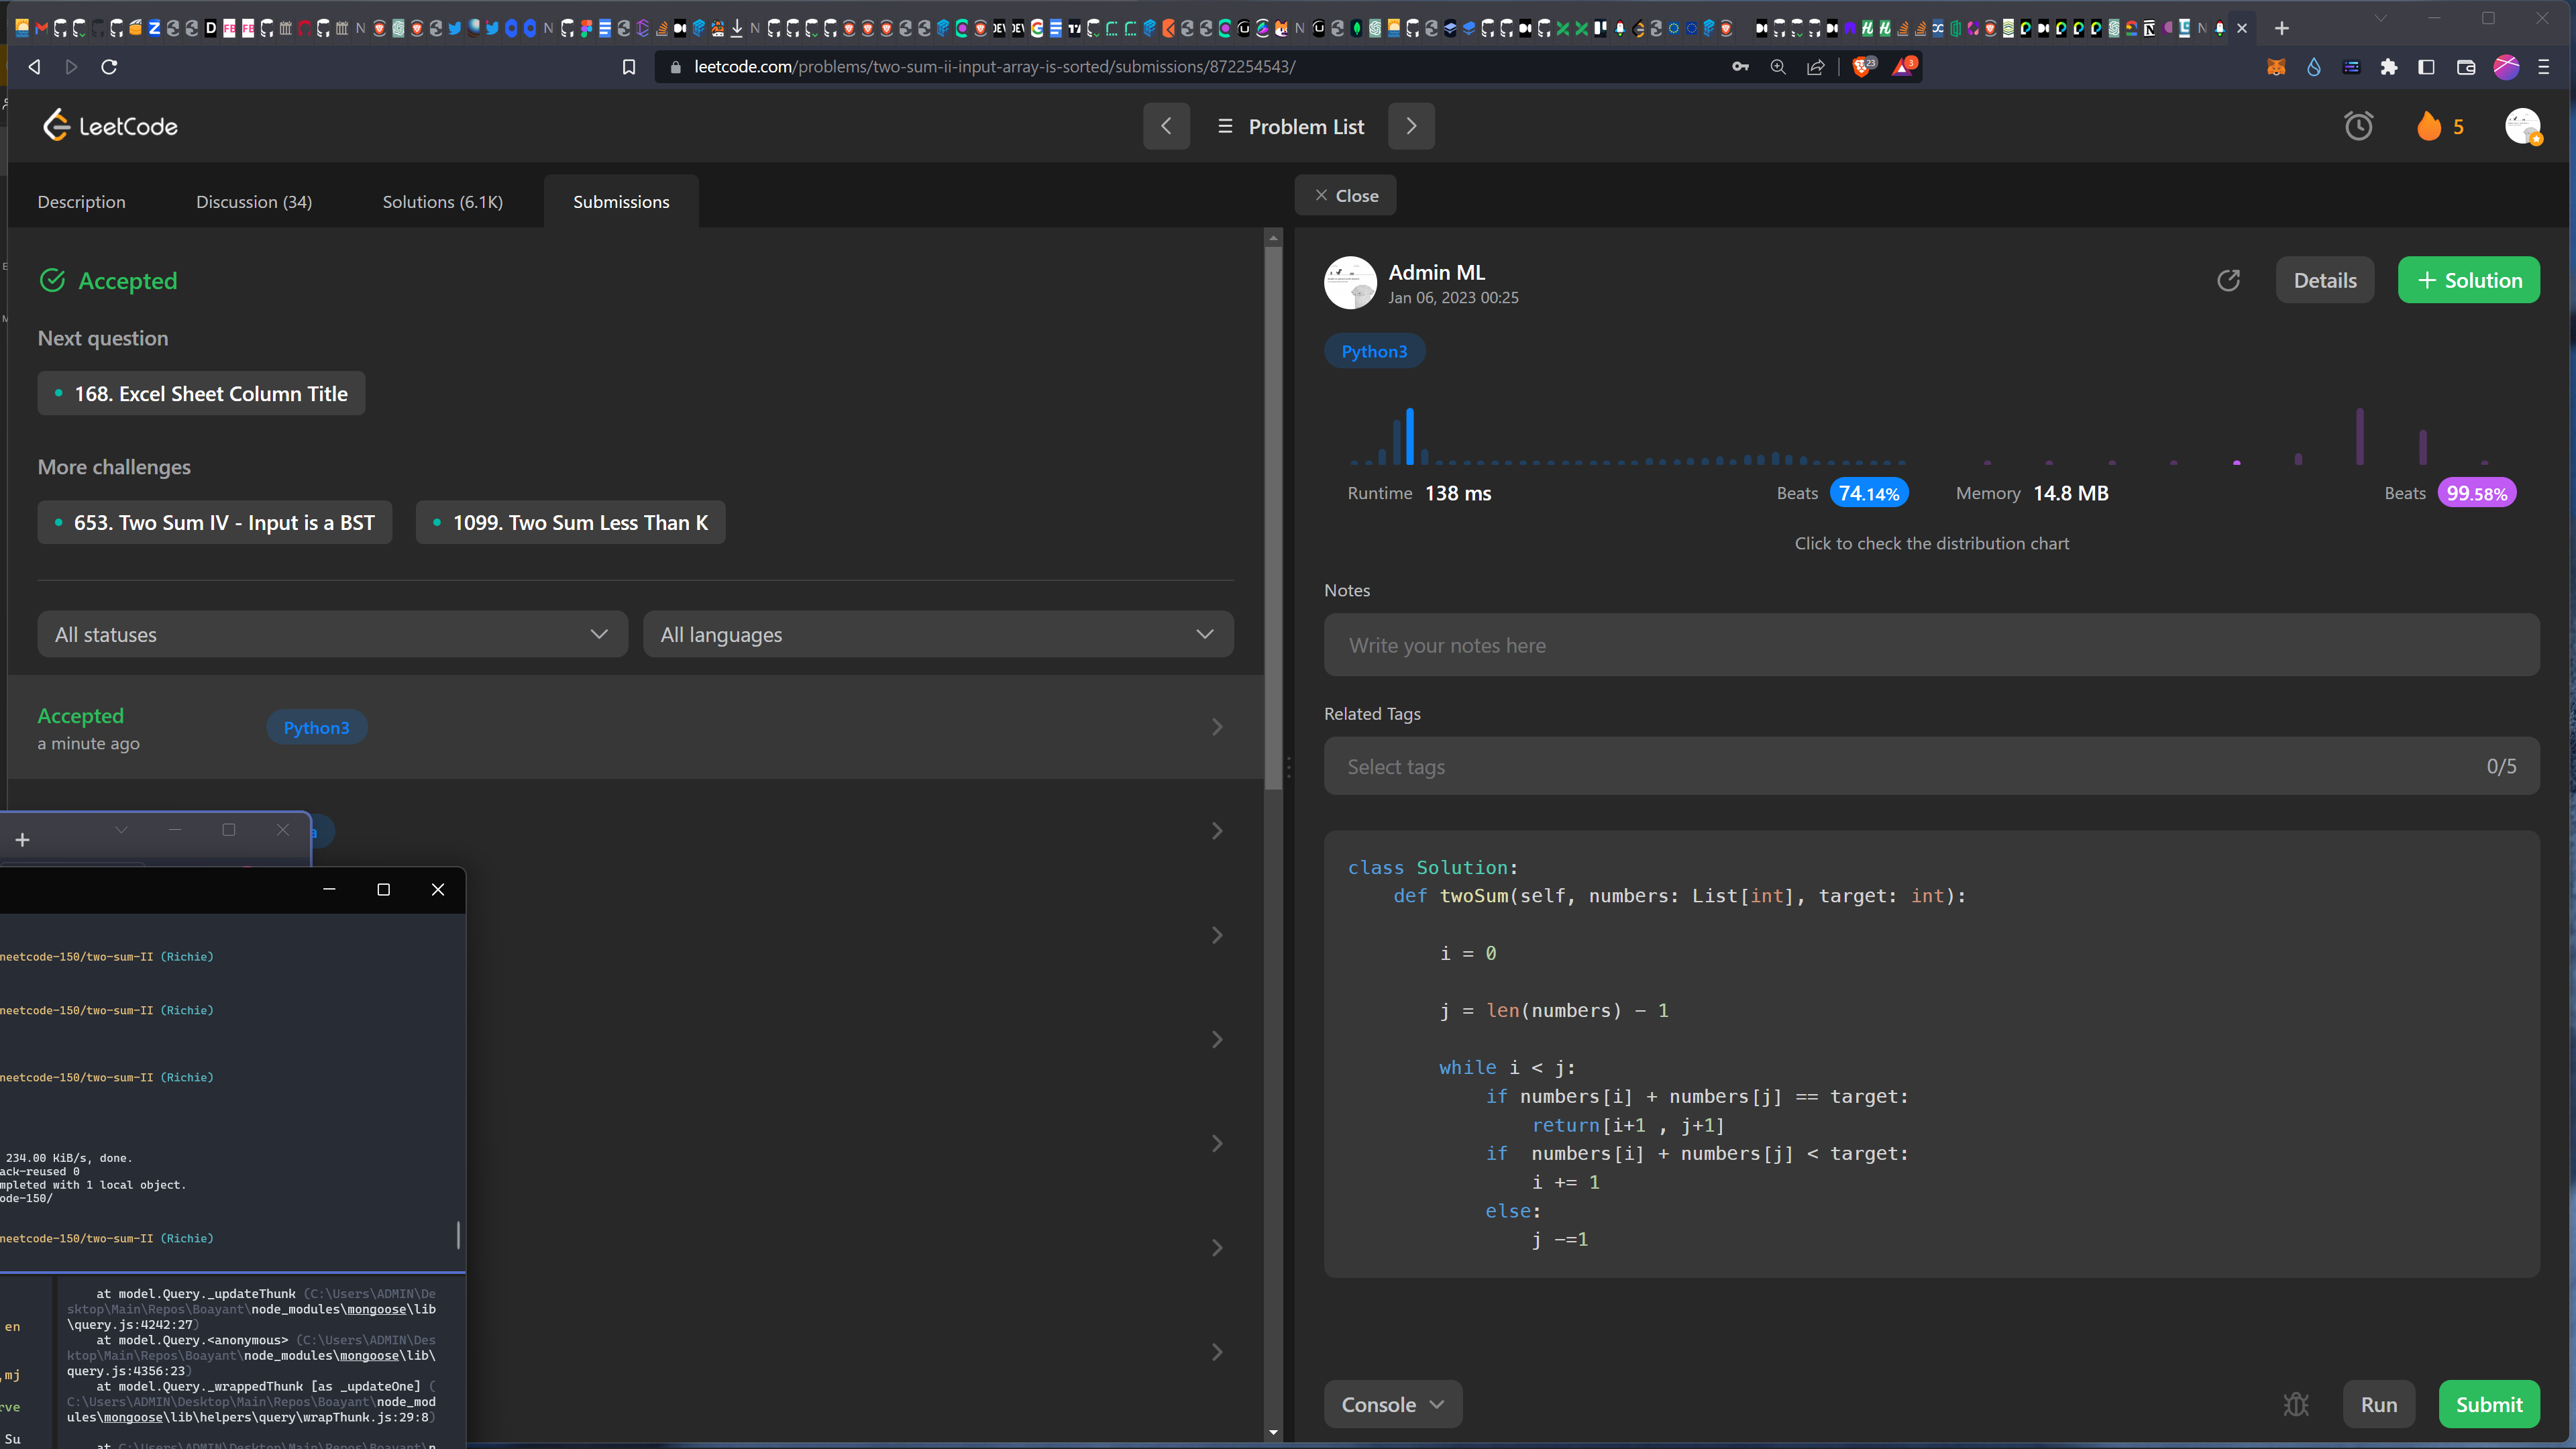 leetcode.com/problems/two-sum-ii-input-array-is-sorted/submissions/872254543/
23
3
LeetCode
Problem List
5
Description
Discussion (34)
Solutions (6.1K)
Submissions
Close
Accepted
Next question
168. Excel Sheet Column Title
More challenges
653. Two Sum IV - Input is a BST
1099. Two Sum Less Than K
All statuses
All languages
Accepted
a minute ago
Python3
neetcode-150/two-sum-II (Richie)
neetcode-150/two-sum-II (Richie)
neetcode-150/two-sum-II (Richie)
234.00 KiB/s, done.
ack-reused 0
mpleted with 1 local object.
ode-150/
neetcode-150/two-sum-II (Richie)
en
,mj
rve
Su
at model.Query._updateThunk (C:\Users\ADMIN\De
sktop\Main\Repos\Boayant\node_modules\mongoose\lib
\query.js:4242:27)
at model.Query.<anonymous> (C:\Users\ADMIN\Des
ktop\Main\Repos\Boayant\node_modules\mongoose\lib\
query.js:4356:23)
at model.Query._wrappedThunk [as _updateOne] (
C:\Users\ADMIN\Desktop\Main\Repos\Boayant\node_mod
ules\mongoose\lib\helpers\query\wrapThunk.js:29:8)
Admin ML
Jan 06, 2023 00:25
Details
Solution
Python3
Runtime 138 ms
Beats 74.14%
Memory 14.8 MB
Beats 99.58%
Click to check the distribution chart
Notes
Write your notes here
Related Tags
Select tags
0/5
class Solution:
def twoSum(self, numbers: List[int], target: int):
i = 0
j = len(numbers) - 1
while i < j:
if numbers[i] + numbers[j] == target:
return[i+1 , j+1]
if  numbers[i] + numbers[j] < target:
i += 1
else:
j -=1
Console
Run
Submit